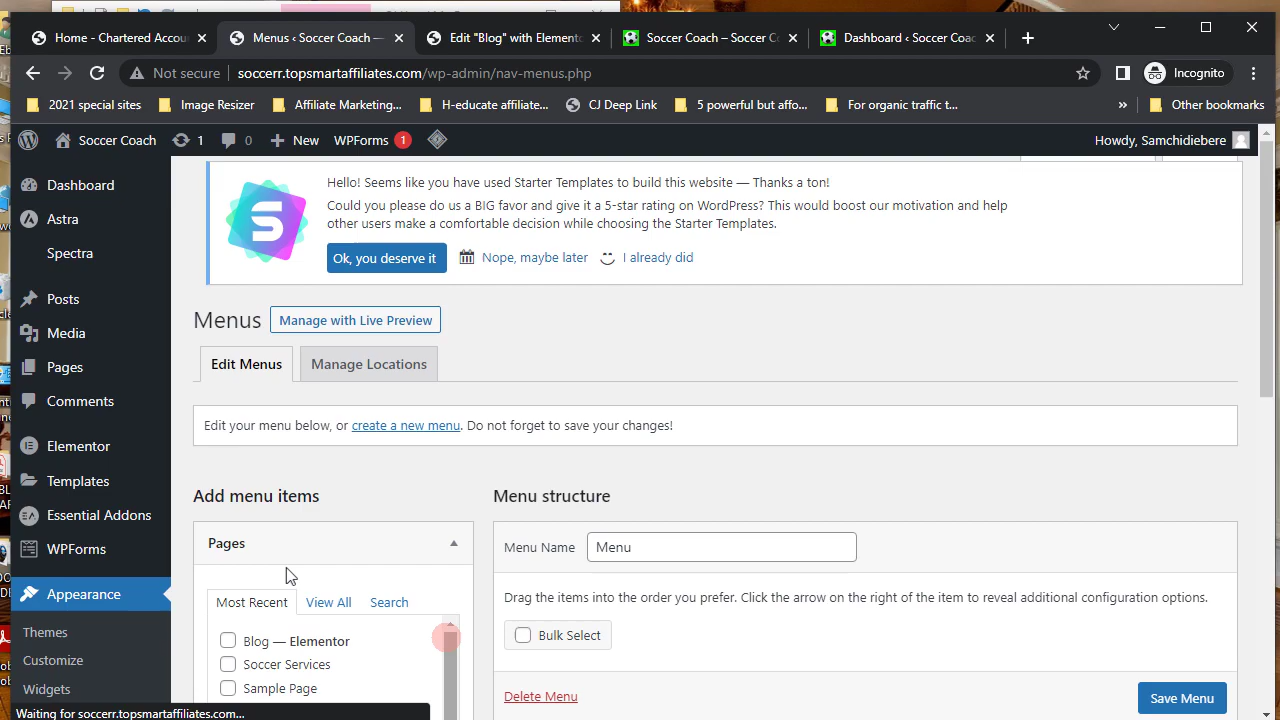 Home - Chartered Accou
Menus ‹ Soccer Coach —
Edit "Blog" with Elemento
Soccer Coach – Soccer C
Dashboard ‹ Soccer Coac
Not secure
soccerr.topsmartaffiliates.com/wp-admin/nav-menus.php
Incognito
2021 special sites
Image Resizer
Affiliate Marketing...
H-educate affiliate...
CJ Deep Link
5 powerful but affo...
For organic traffic t...
»
Other bookmarks
Soccer Coach
1
0
New
WPForms 1
Howdy, Samchidiebere
Dashboard
Astra
Spectra
Posts
Media
Pages
Comments
Elementor
Templates
Essential Addons
WPForms
Appearance
Themes
Customize
Widgets
Hello! Seems like you have used Starter Templates to build this website — Thanks a ton!
Could you please do us a BIG favor and give it a 5-star rating on WordPress? This would boost our motivation and help
other users make a comfortable decision while choosing the Starter Templates.
Ok, you deserve it
Nope, maybe later
I already did
Menus
Manage with Live Preview
Edit Menus
Manage Locations
Edit your menu below, or create a new menu. Do not forget to save your changes!
Add menu items
Pages
Most Recent
View All
Search
Blog — Elementor
Soccer Services
Sample Page
Menu structure
Menu Name
Menu
Drag the items into the order you prefer. Click the arrow on the right of the item to reveal additional configuration options.
Bulk Select
Delete Menu
Save Menu
Waiting for soccerr.topsmartaffiliates.com...